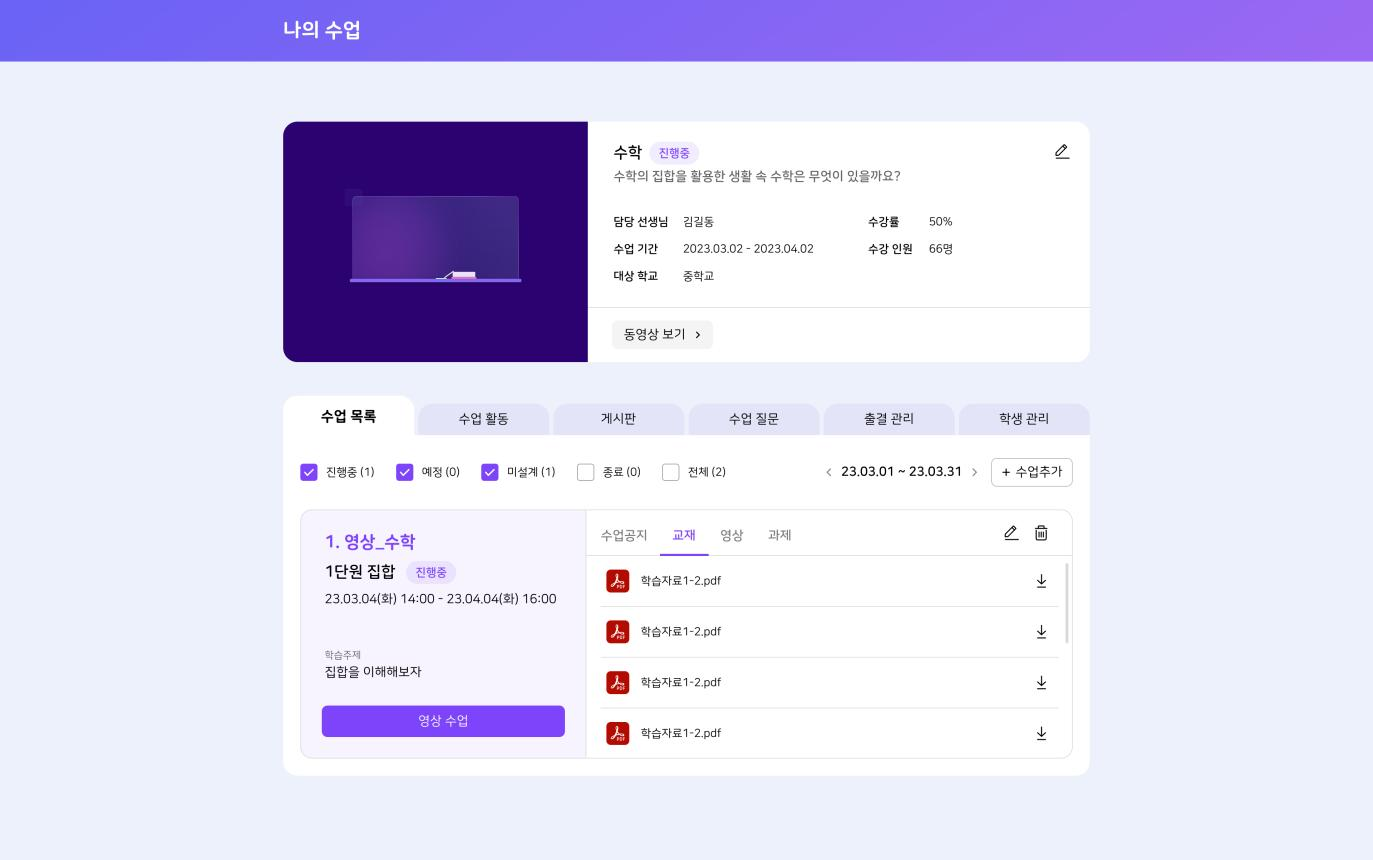 나의 수업
수학 진행중
수학의 집합을 활용한 생활 속 수학은 무엇이 있을까요?
담당 선생님 김길동 수강률 50%
수업 기간 2023.03.02 - 2023.04.02 수강 인원 66명
대상 학교 중학교
동영상 보기 >
수업 목록 수업 활동 게시판 수업 질문 출결 관리 학생 관리
진행중 (1) 예정 (0) 미설계 (1) 종료 (0) 전체 (2) < 23.03.01 ~ 23.03.31 > + 수업추가
1. 영상_수학
1단원 집합 진행중
23.03.04(화) 14:00 - 23.04.04(화) 16:00
학습주제
집합을 이해해보자
영상 수업
수업공지 교재 영상 과제
PDF 학습자료1-2.pdf
PDF 학습자료1-2.pdf
PDF 학습자료1-2.pdf
PDF 학습자료1-2.pdf